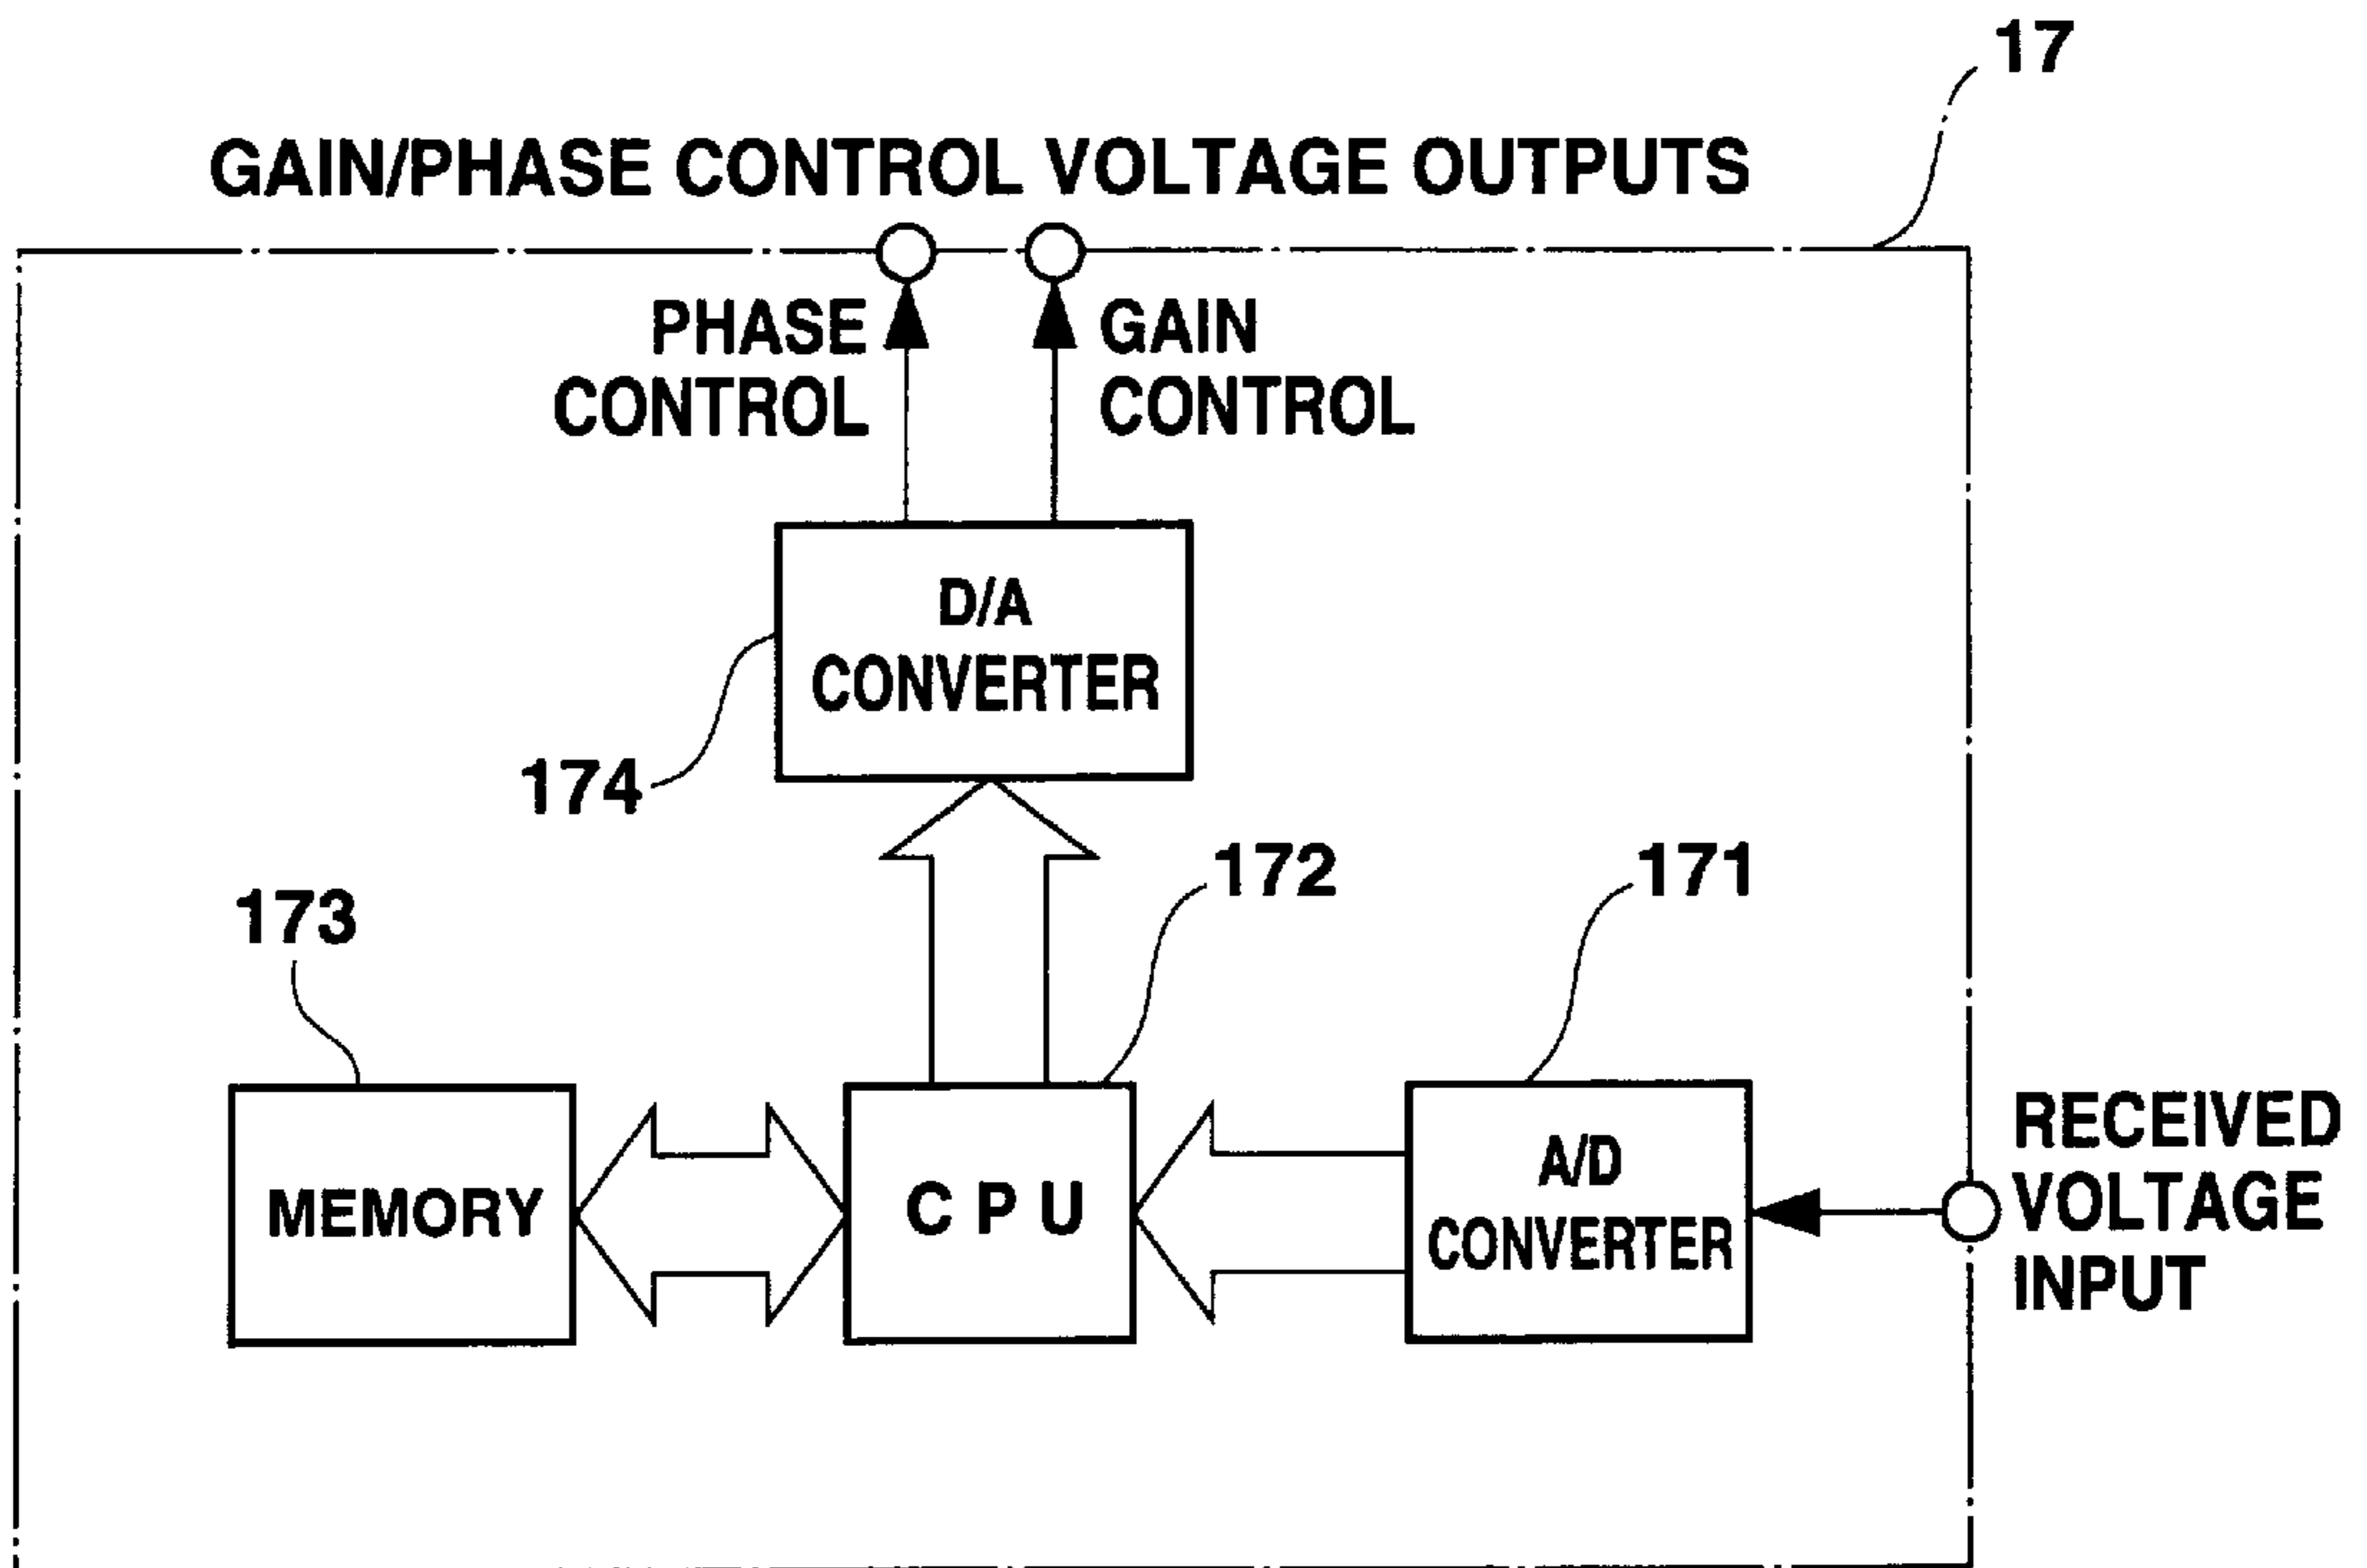 17
GAIN/PHASE CONTROL VOLTAGE OUTPUTS
PHASE
CONTROL
GAIN
CONTROL
D/A
CONVERTER
174
173
172
171
MEMORY
C P U
A/D
CONVERTER
RECEIVED
VOLTAGE
INPUT